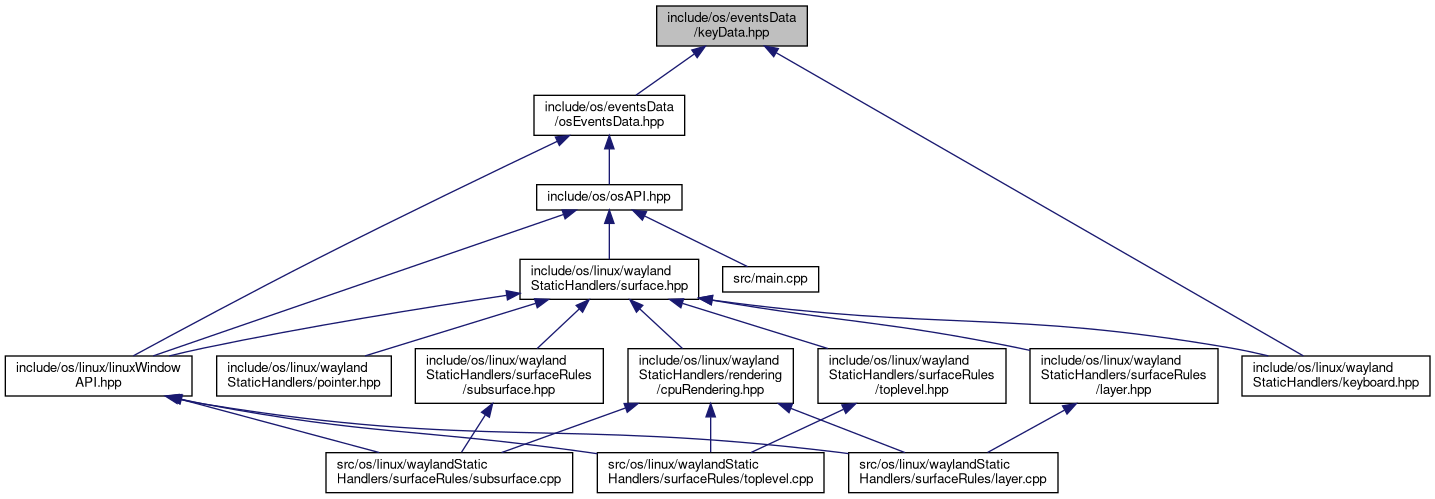 include/os/eventsData
/keyData.hpp
include/os/eventsData
/osEventsData.hpp
include/os/osAPI.hpp
include/os/linux/wayland
StaticHandlers/surface.hpp
src/main.cpp
include/os/linux/linuxWindow
API.hpp
include/os/linux/wayland
StaticHandlers/pointer.hpp
include/os/linux/wayland
StaticHandlers/surfaceRules
/subsurface.hpp
include/os/linux/wayland
StaticHandlers/rendering
/cpuRendering.hpp
include/os/linux/wayland
StaticHandlers/surfaceRules
/toplevel.hpp
include/os/linux/wayland
StaticHandlers/surfaceRules
/layer.hpp
include/os/linux/wayland
StaticHandlers/keyboard.hpp
src/os/linux/waylandStatic
Handlers/surfaceRules/subsurface.cpp
src/os/linux/waylandStatic
Handlers/surfaceRules/toplevel.cpp
src/os/linux/waylandStatic
Handlers/surfaceRules/layer.cpp